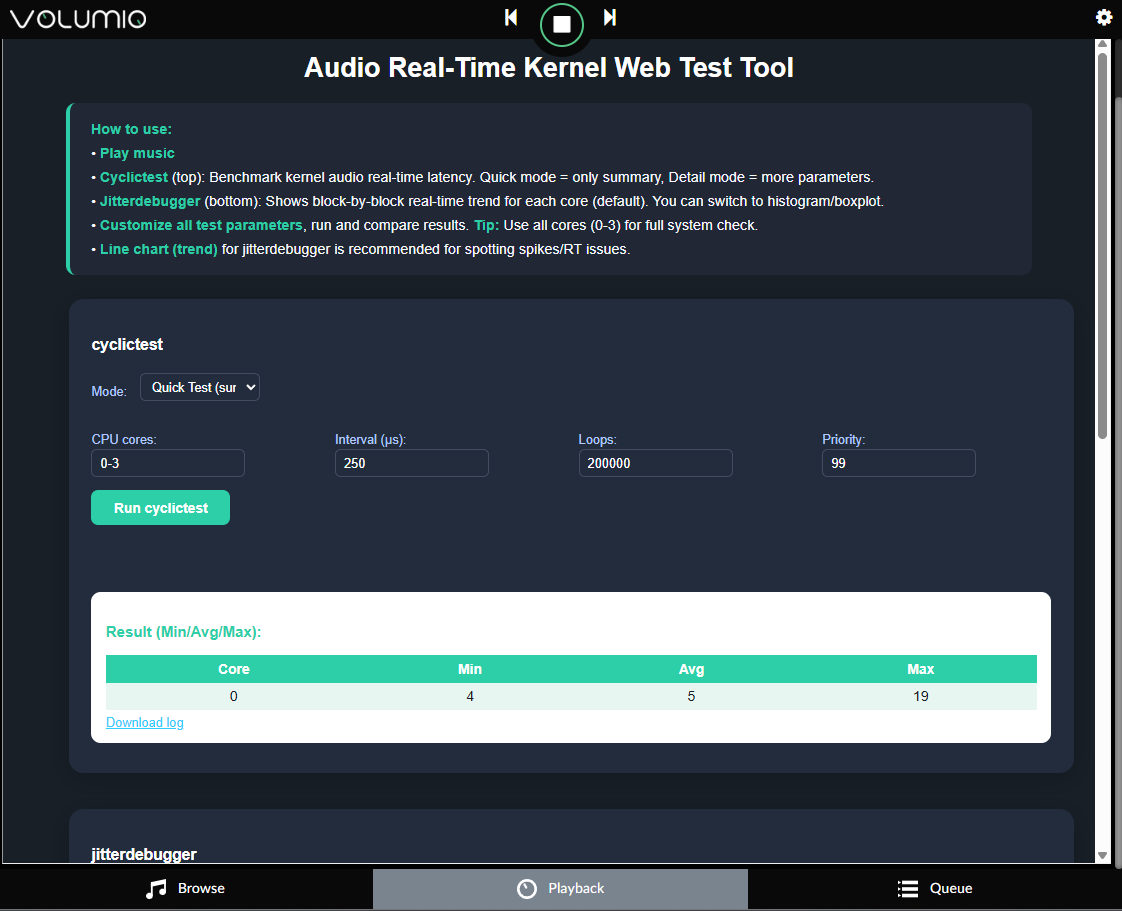 VOLUMIO
Audio Real-Time Kernel Web Test Tool
How to use:
• Play music
• Cyclictest (top): Benchmark kernel audio real-time latency. Quick mode = only summary, Detail mode = more parameters.
• Jitterdebugger (bottom): Shows block-by-block real-time trend for each core (default). You can switch to histogram/boxplot.
• Customize all test parameters, run and compare results. Tip: Use all cores (0-3) for full system check.
• Line chart (trend) for jitterdebugger is recommended for spotting spikes/RT issues.
cyclictest
Mode: Quick Test (sur
CPU cores: Interval (µs): Loops: Priority:
0-3 250 200000 99
Run cyclictest
Result (Min/Avg/Max):
Core Min Avg Max
0 4 5 19
Download log
jitterdebugger
Browse Playback Queue